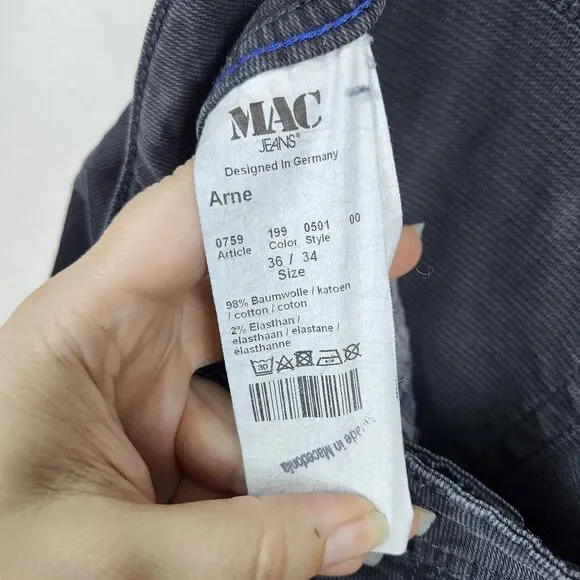 MAC
JEANS®
Designed In Germany
Arne
0759 199 0501 00
Article Color Style
36 / 34
Size
98% Baumwolle / katoen
/ cotton / coton
2% Elasthan /
elasthaan / elastane /
élasthanne
30
Made in Macedonia